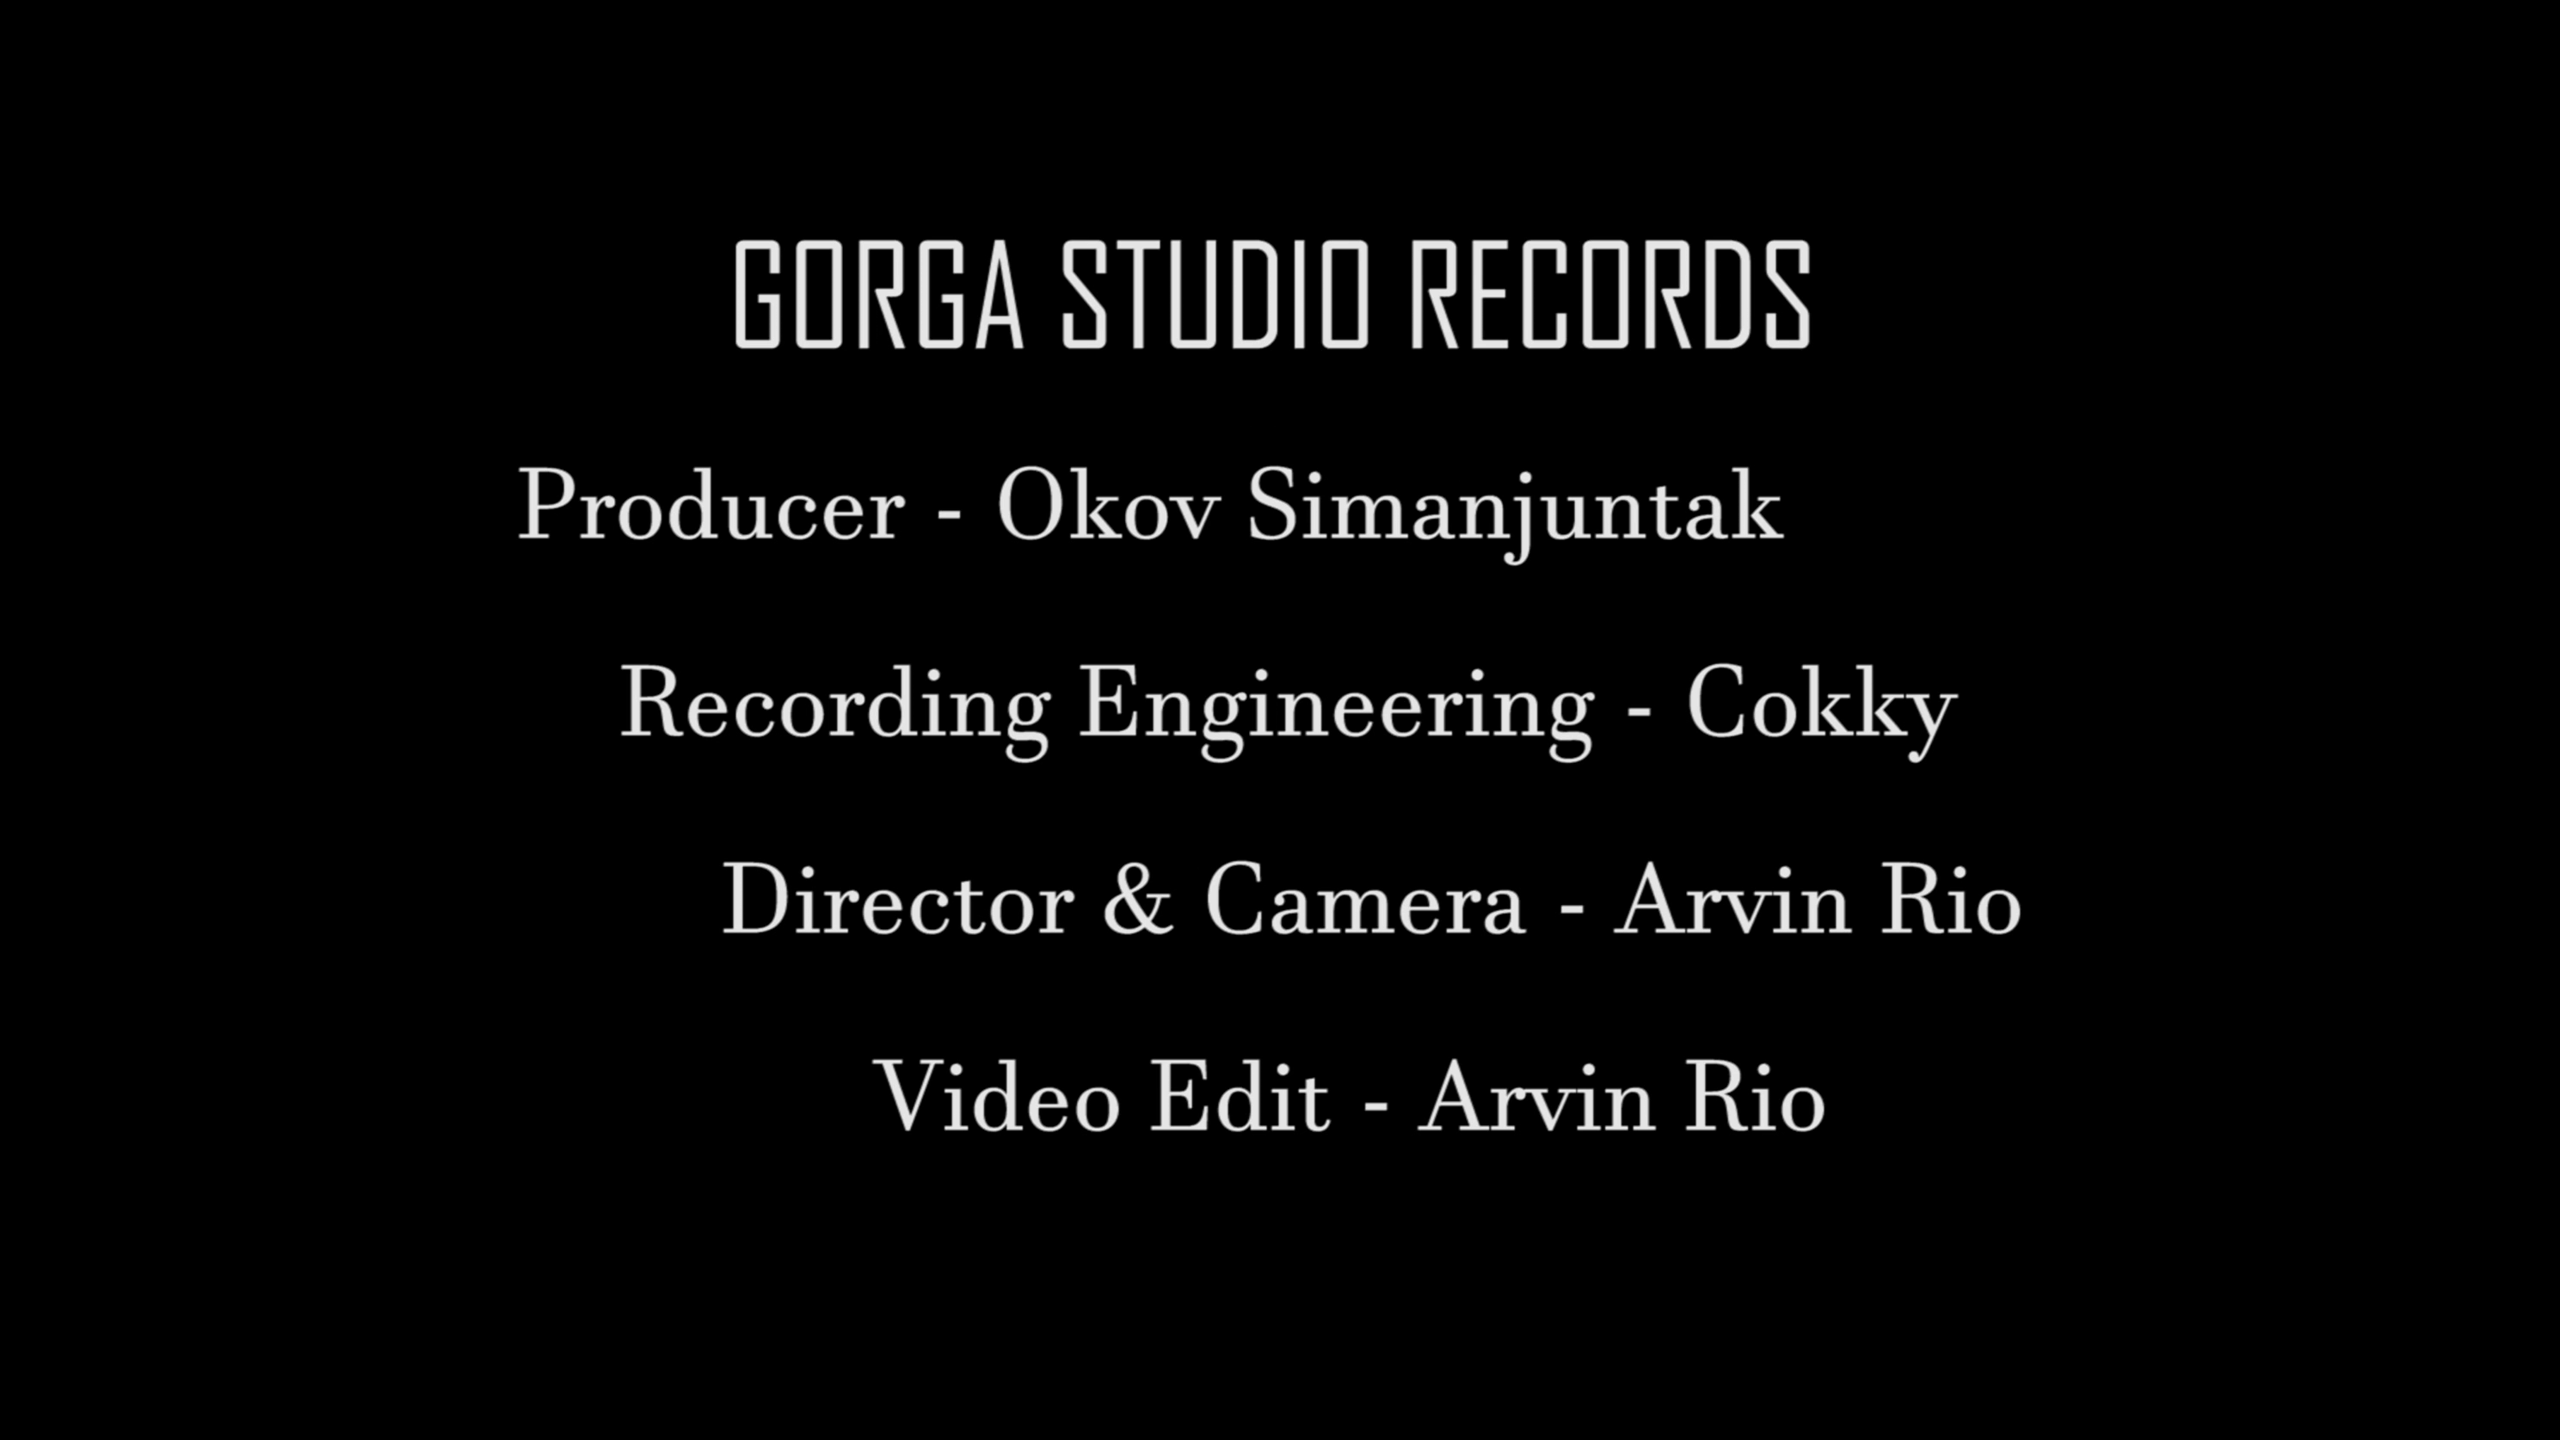 GORGA STUDIO RECORDS
Producer - Okov Simanjuntak
Recording Engineering - Cokky
Director & Camera - Arvin Rio
Video Edit - Arvin Rio